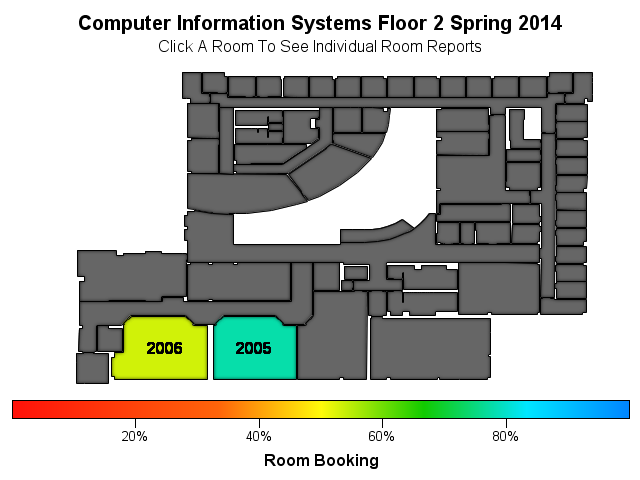 Computer Information Systems Floor 2 Spring 2014
Click A Room To See Individual Room Reports
2006 2005
20% 40% 60% 80%
Room Booking